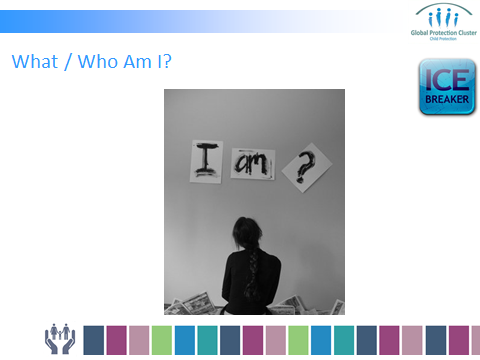 Global Protection Cluster
Child Protection
What / Who Am I?
ICE
BREAKER
I am ?